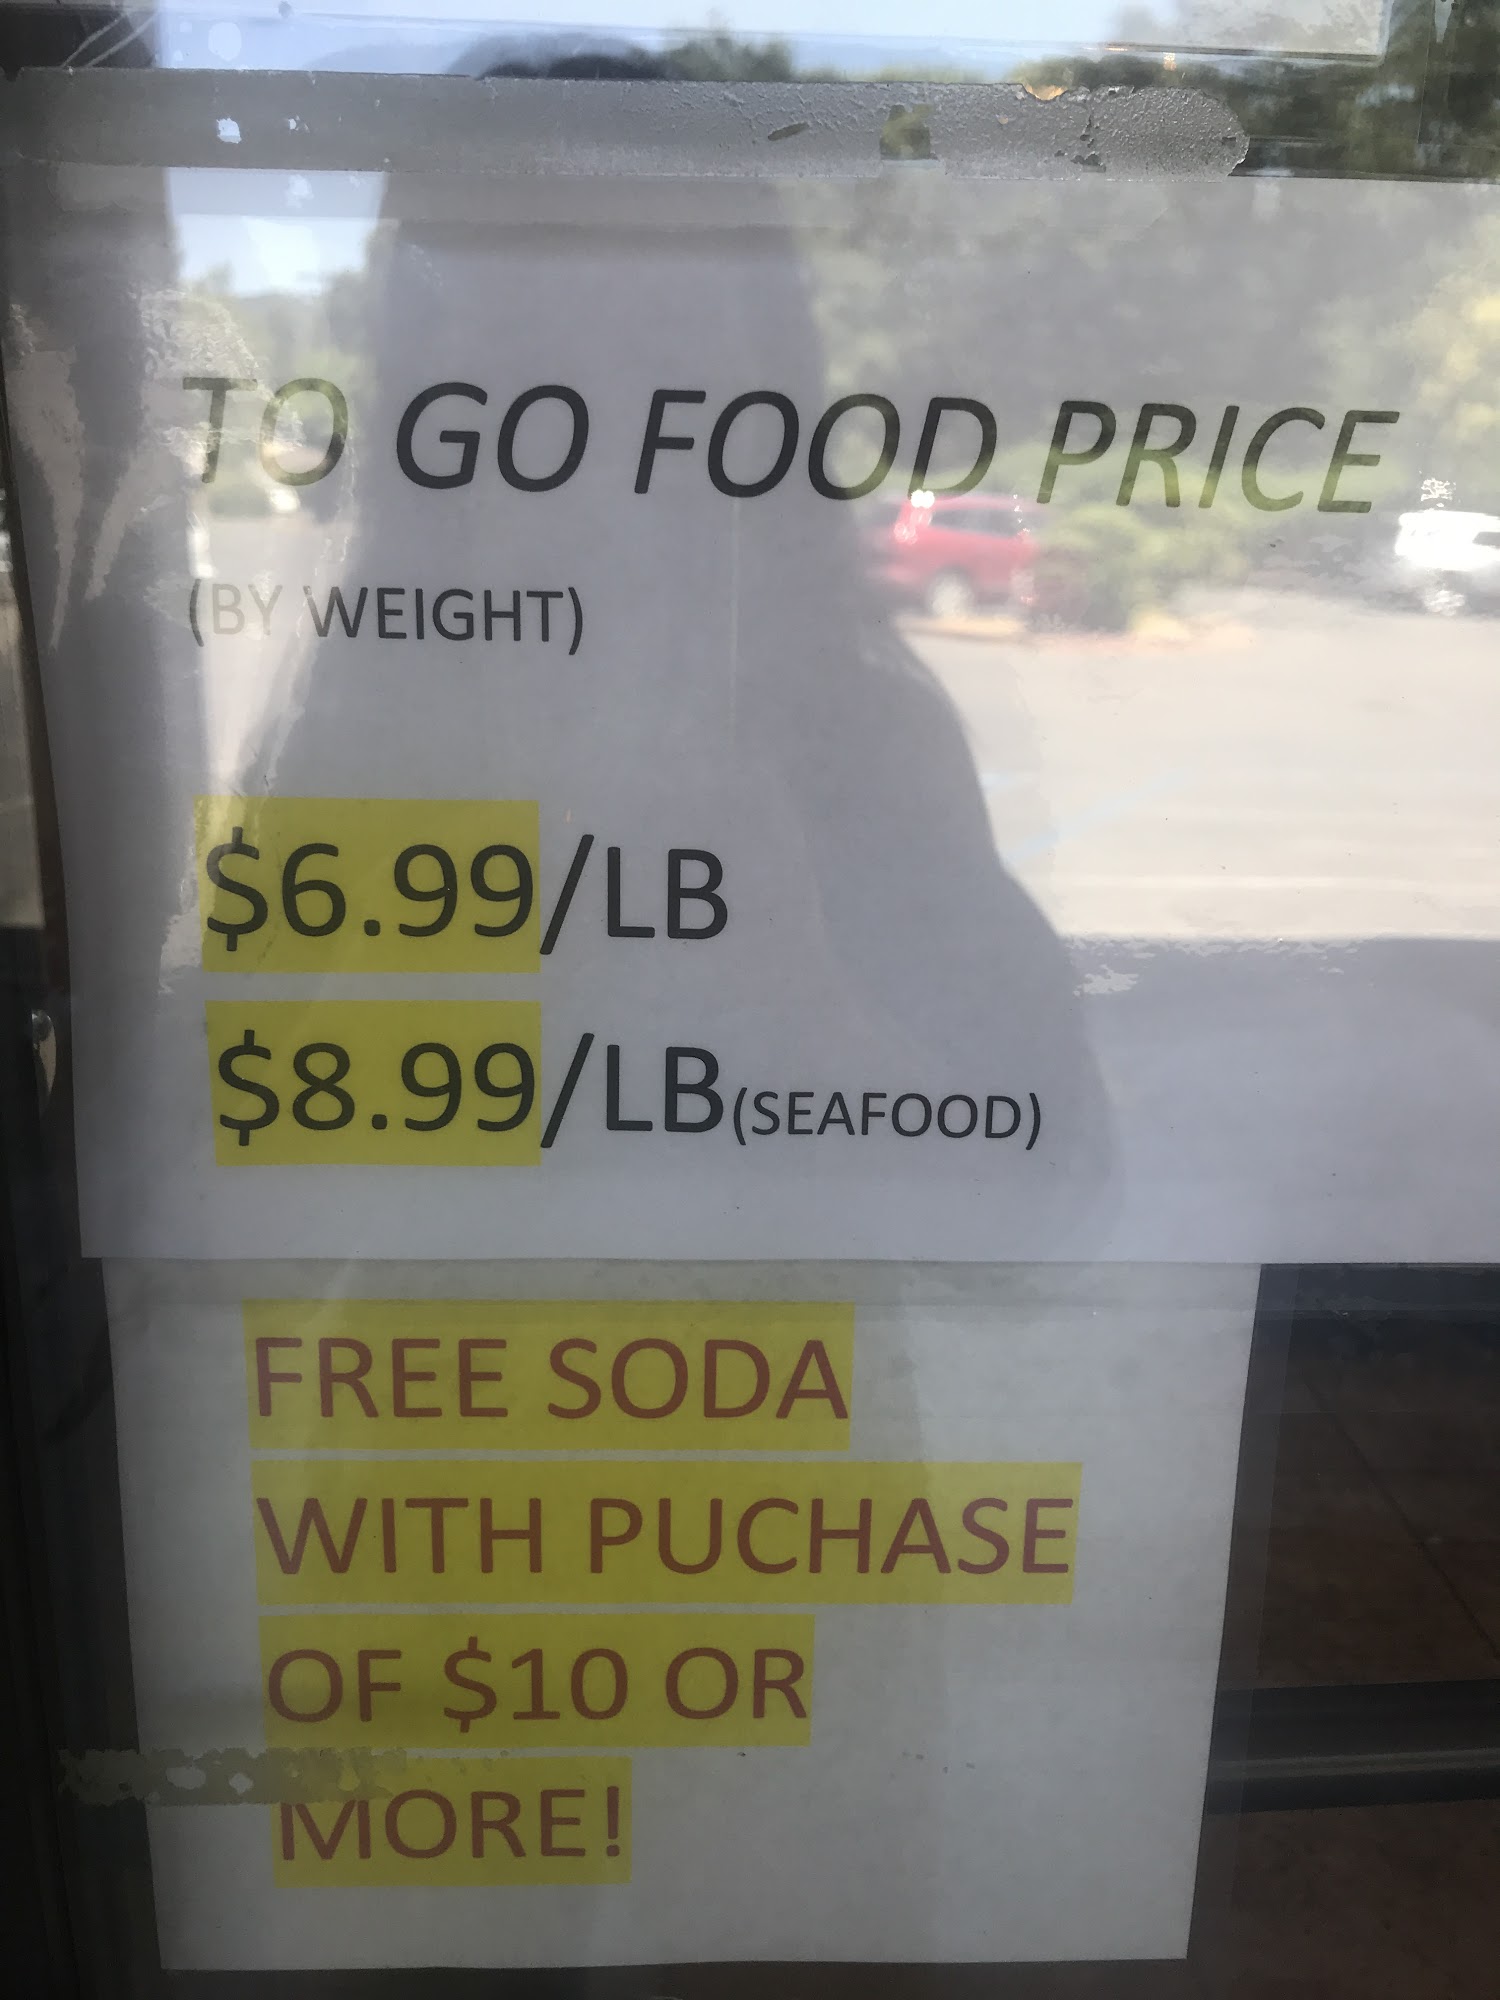 TO GO FOOD PRICE
(BY WEIGHT)
$6.99/LB
$8.99/LB(SEAFOOD)
FREE SODA
WITH PUCHASE
OF $10 OR
MORE!